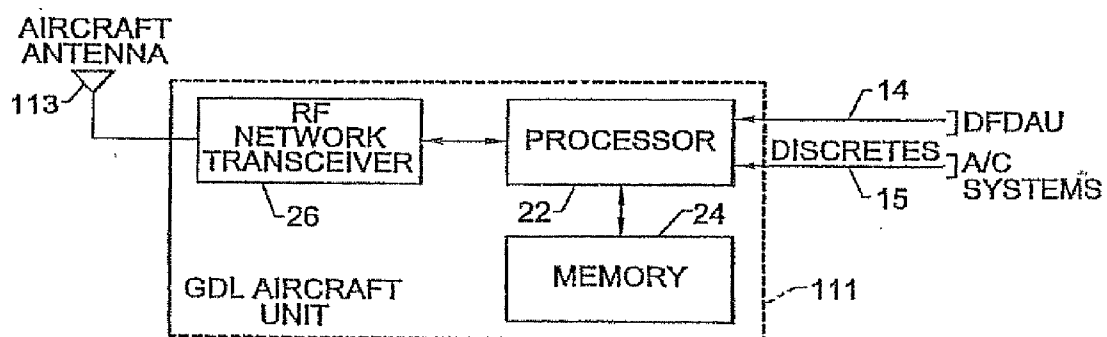 AIRCRAFT
ANTENNA
113
RF
NETWORK
TRANSCEIVER
26
PROCESSOR
22
24
MEMORY
GDL AIRCRAFT
UNIT
14
DFDAU
DISCRETES
15
A/C
SYSTEMS
111